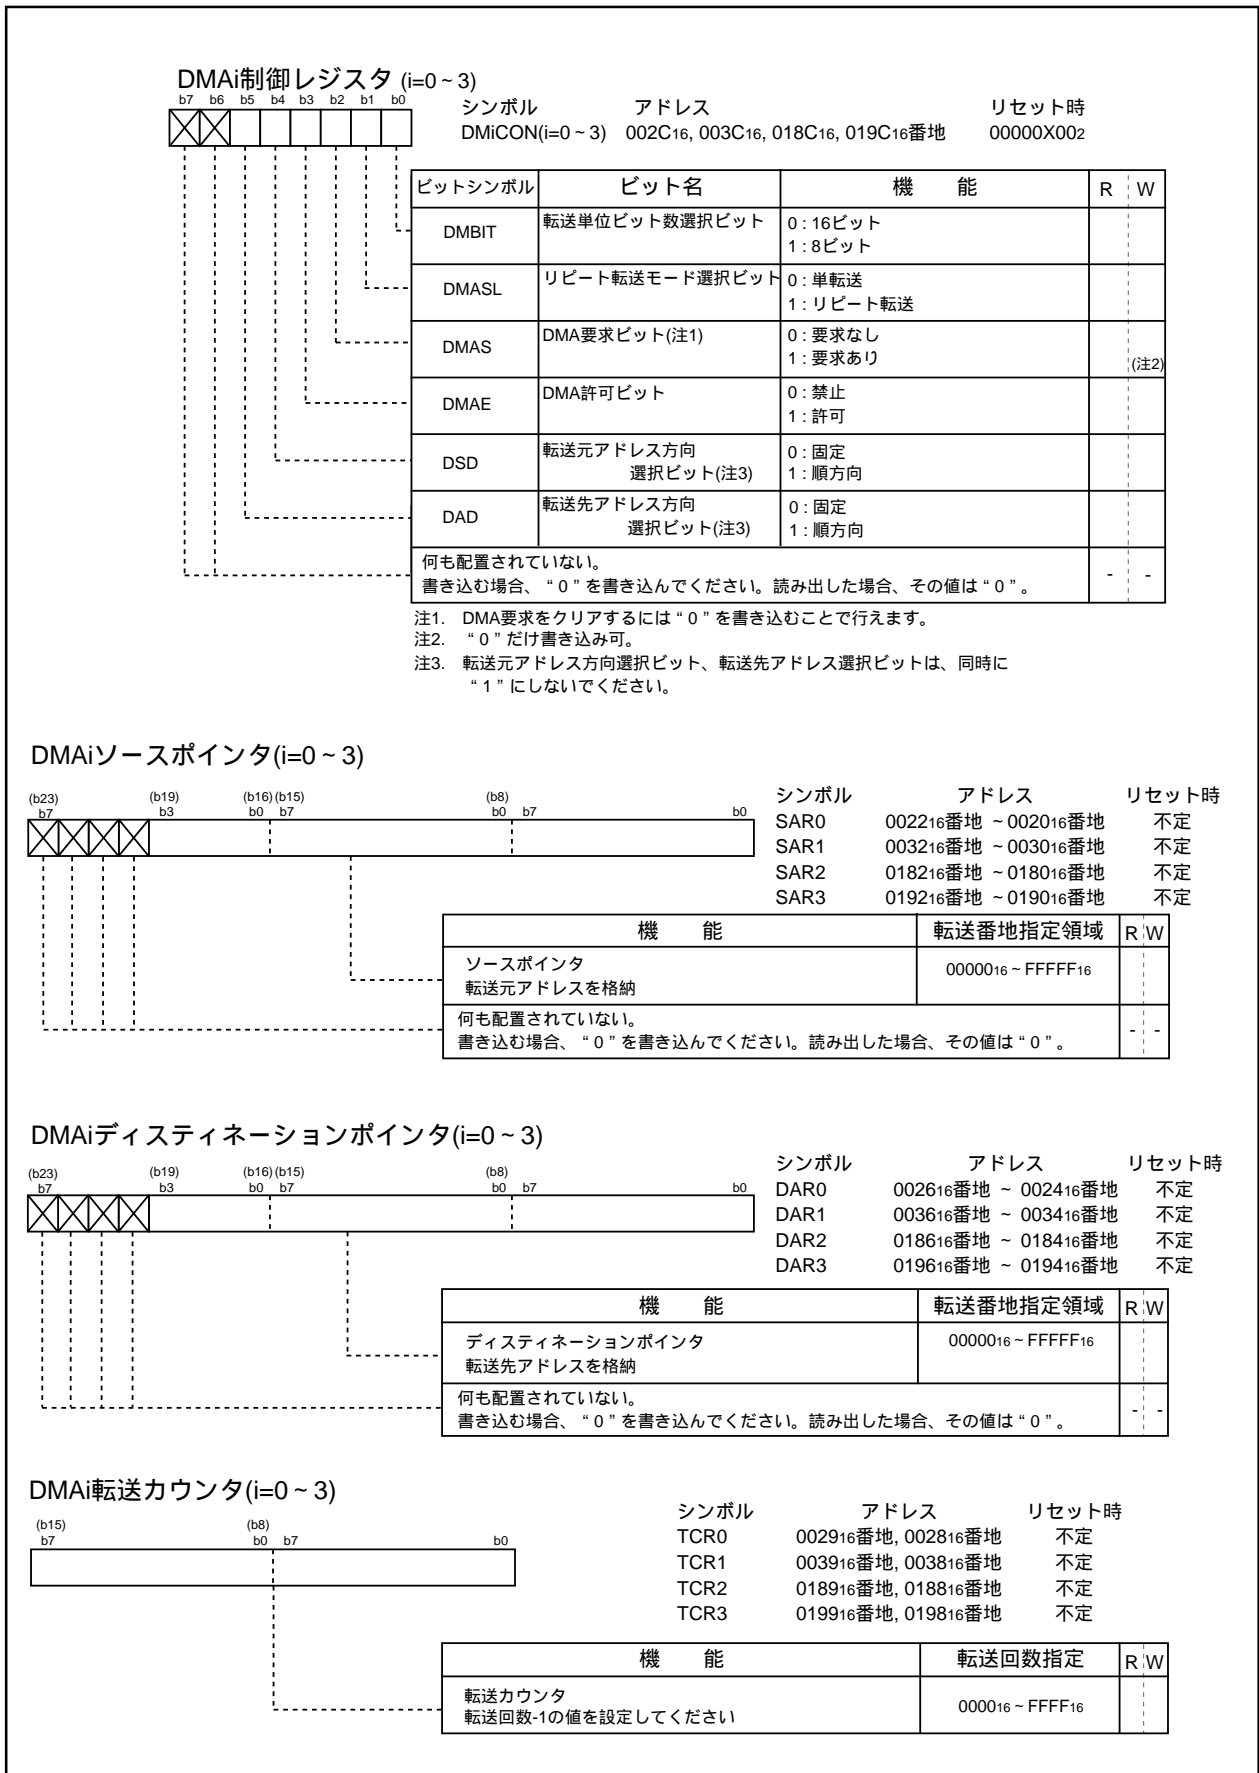 DMAi制御レジスタ (i=0 ~ 3)
b7 b6 b5 b4 b3 b2 b1 b0
シンボル アドレス リセット時
DMiCON(i=0 ~ 3) 002C16, 003C16, 018C16, 019C16番地 00000X002
ビットシンボル ビット名 機 能 R W
DMBIT 転送単位ビット数選択ビット 0 : 16ビット
1 : 8ビット
DMASL リピート転送モード選択ビット 0 : 単転送
1 : リピート転送
DMAS DMA要求ビット(注1) 0 : 要求なし
1 : 要求あり (注2)
DMAE DMA許可ビット 0 : 禁止
1 : 許可
DSD 転送元アドレス方向 0 : 固定
選択ビット(注3) 1 : 順方向
DAD 転送先アドレス方向 0 : 固定
選択ビット(注3) 1 : 順方向
何も配置されていない。
書き込む場合、“ 0 ” を書き込んでください。読み出した場合、その値は “ 0 ” 。 - -
注1. DMA要求をクリアするには “ 0 ” を書き込むことで行えます。
注2. “ 0 ” だけ書き込み可。
注3. 転送元アドレス方向選択ビット、転送先アドレス選択ビットは、同時に
“ 1 ” にしないでください。
DMAiソースポインタ(i=0 ~ 3)
(b23) (b19) (b16) (b15) (b8)
b7 b3 b0 b7 b0 b7 b0
シンボル アドレス リセット時
SAR0 002216番地 ~ 002016番地 不定
SAR1 003216番地 ~ 003016番地 不定
SAR2 018216番地 ~ 018016番地 不定
SAR3 019216番地 ~ 019016番地 不定
機 能 転送番地指定領域 R W
ソースポインタ 0000016 ~ FFFFF16
転送元アドレスを格納
何も配置されていない。
書き込む場合、“ 0 ” を書き込んでください。読み出した場合、その値は “ 0 ” 。 - -
DMAiディスティネーションポインタ(i=0 ~ 3)
(b23) (b19) (b16) (b15) (b8)
b7 b3 b0 b7 b0 b7 b0
シンボル アドレス リセット時
DAR0 002616番地 ~ 002416番地 不定
DAR1 003616番地 ~ 003416番地 不定
DAR2 018616番地 ~ 018416番地 不定
DAR3 019616番地 ~ 019416番地 不定
機 能 転送番地指定領域 R W
ディスティネーションポインタ 0000016 ~ FFFFF16
転送先アドレスを格納
何も配置されていない。
書き込む場合、“ 0 ” を書き込んでください。読み出した場合、その値は “ 0 ” 。 - -
DMAi転送カウンタ(i=0 ~ 3)
(b15) (b8)
b7 b0 b7 b0
シンボル アドレス リセット時
TCR0 002916番地, 002816番地 不定
TCR1 003916番地, 003816番地 不定
TCR2 018916番地, 018816番地 不定
TCR3 019916番地, 019816番地 不定
機 能 転送回数指定 R W
転送カウンタ 000016 ~ FFFF16
転送回数-1の値を設定してください